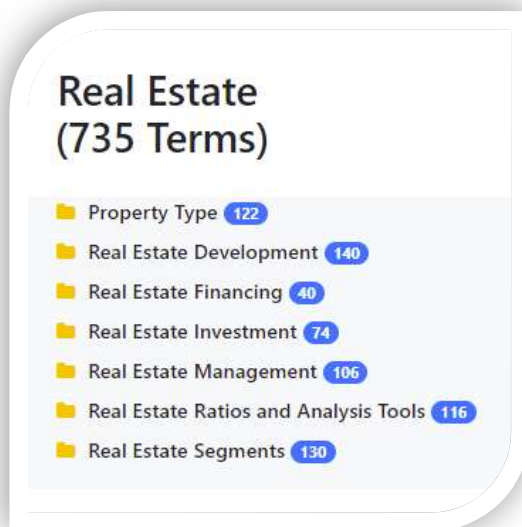 Real Estate
(735 Terms)
Property Type 122
Real Estate Development 140
Real Estate Financing 40
Real Estate Investment 74
Real Estate Management 106
Real Estate Ratios and Analysis Tools 116
Real Estate Segments 130